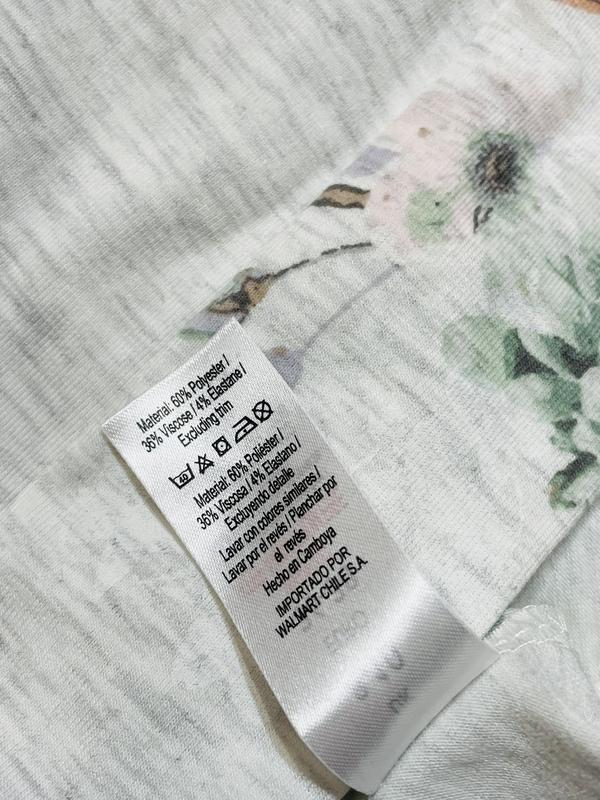 Material: 60% Polyester /
36% Viscose / 4% Elastane /
Excluding trim
40
Material: 60% Poliéster /
36% Viscosa / 4% Elastano /
Excluyendo detalle
Lavar con colores similares /
Lavar por el revés / Planchar por
el revés
Hecho en Camboya
IMPORTADO POR
WALMART CHILE S.A.